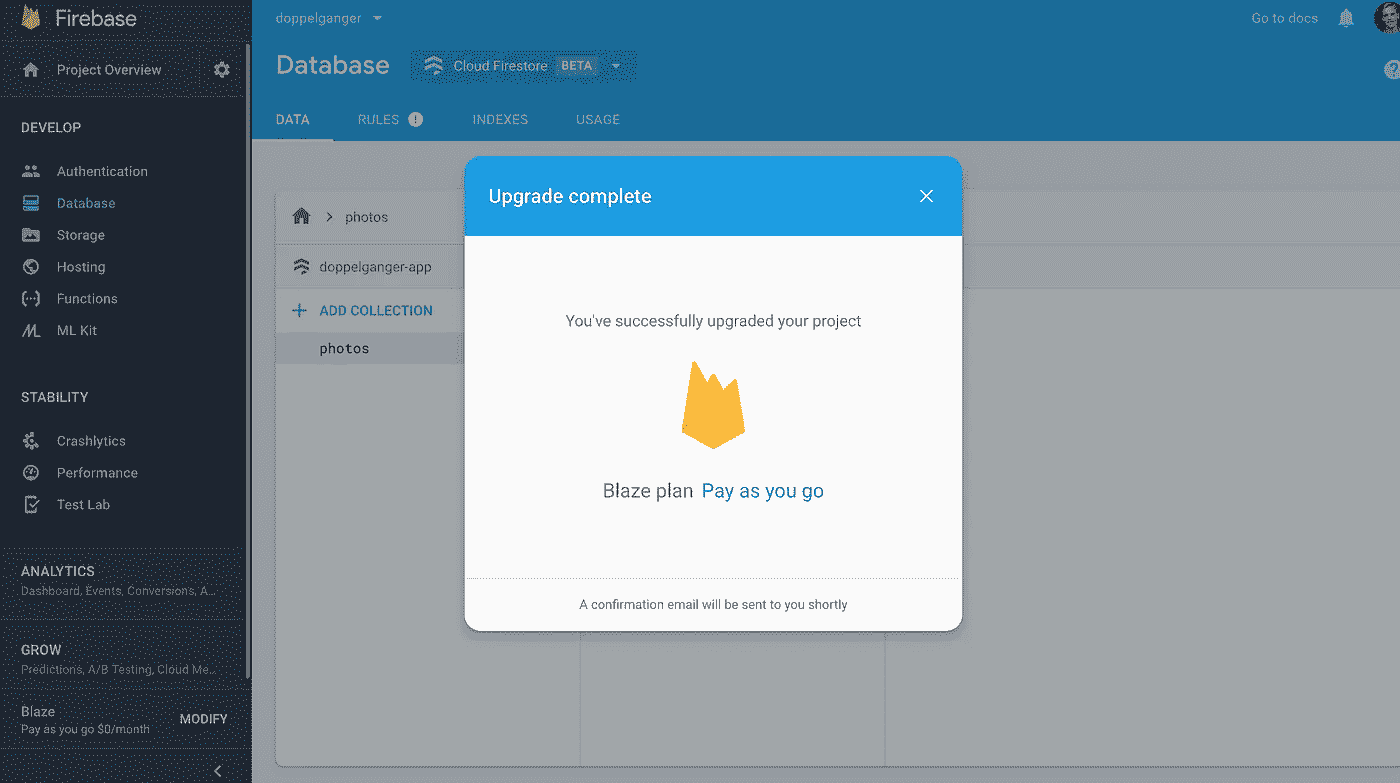 Firebase
Project Overview
DEVELOP
Authentication
Database
Storage
Hosting
Functions
ML Kit
STABILITY
Crashlytics
Performance
Test Lab
ANALYTICS
Dashboard, Events, Conversions, A...
GROW
Predictions, A/B Testing, Cloud Me...
Blaze
Pay as you go $0/month
MODIFY
doppelganger
Go to docs
Database
Cloud Firestore BETA
DATA RULES INDEXES USAGE
photos
doppelganger-app
ADD COLLECTION
photos
Upgrade complete
You've successfully upgraded your project
Blaze plan Pay as you go
A confirmation email will be sent to you shortly